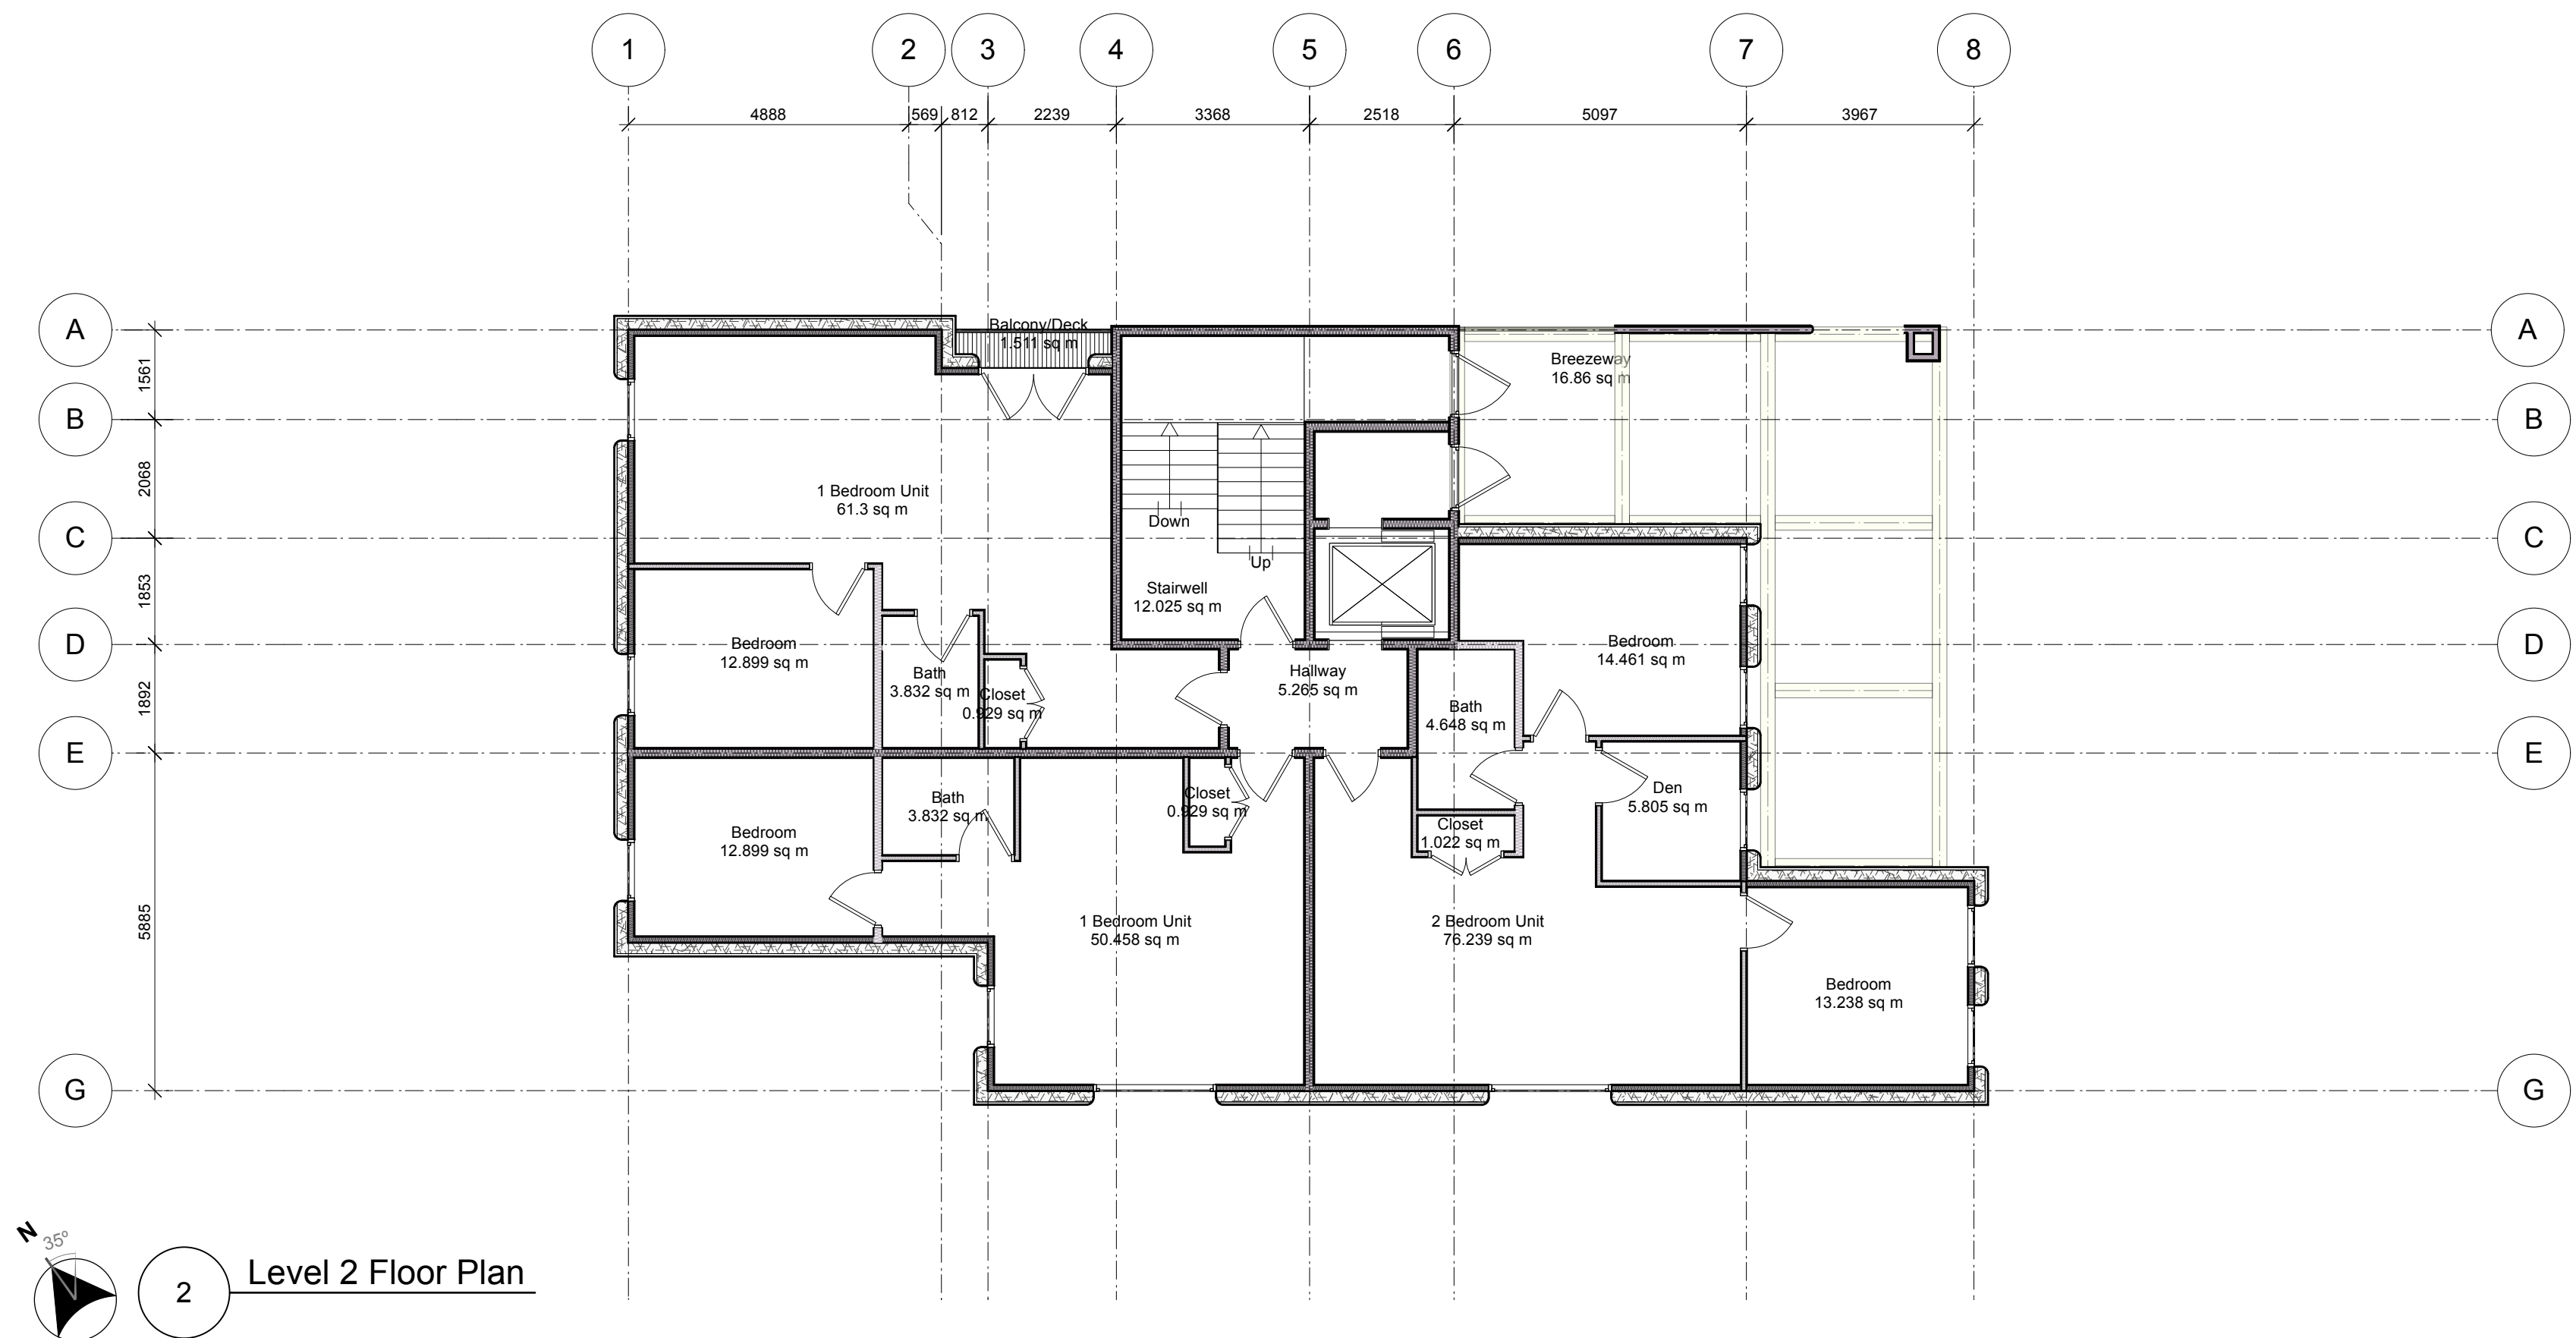 1 2 3 4 5 6 7 8
4888 569 812 2239 3368 2518 5097 3967
A A
Balcony/Deck
1.511 sq m
Breezeway
16.86 sq m
1561
B B
2068
1 Bedroom Unit
61.3 sq m
Down
C C
Up
1853
Stairwell
12.025 sq m
D D
Bedroom
12.899 sq m
Bath
3.832 sq m
Closet
0.929 sq m
Hallway
5.265 sq m
Bedroom
14.461 sq m
1892
Bath
4.648 sq m
E E
Bedroom
12.899 sq m
Bath
3.832 sq m
Closet
0.929 sq m
Closet
1.022 sq m
Den
5.805 sq m
5885
1 Bedroom Unit
50.458 sq m
2 Bedroom Unit
76.239 sq m
Bedroom
13.238 sq m
G G
N
35º
2
Level 2 Floor Plan